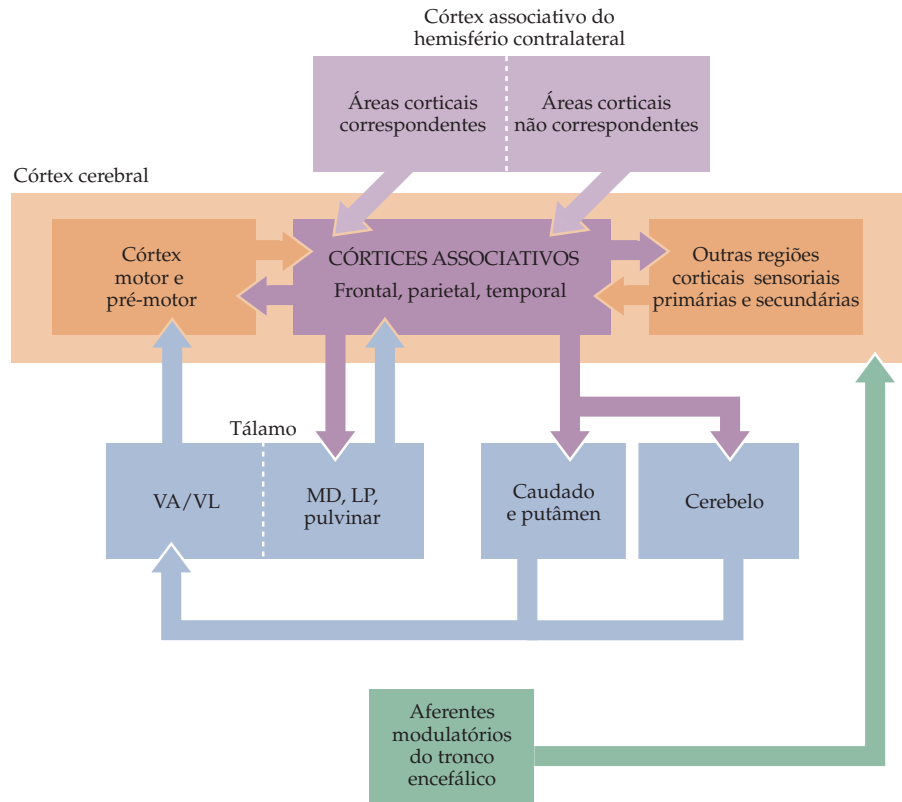 Córtex associativo do
hemisfério contralateral
Áreas corticais
correspondentes
Áreas corticais
não correspondentes
Córtex cerebral
Córtex
motor e
pré-motor
CÓRTICES ASSOCIATIVOS
Frontal, parietal, temporal
Outras regiões
corticais sensoriais
primárias e secundárias
Tálamo
VA/VL
MD, LP,
pulvinar
Caudado
e putâmen
Cerebelo
Aferentes
modulatórios
do tronco
encefálico